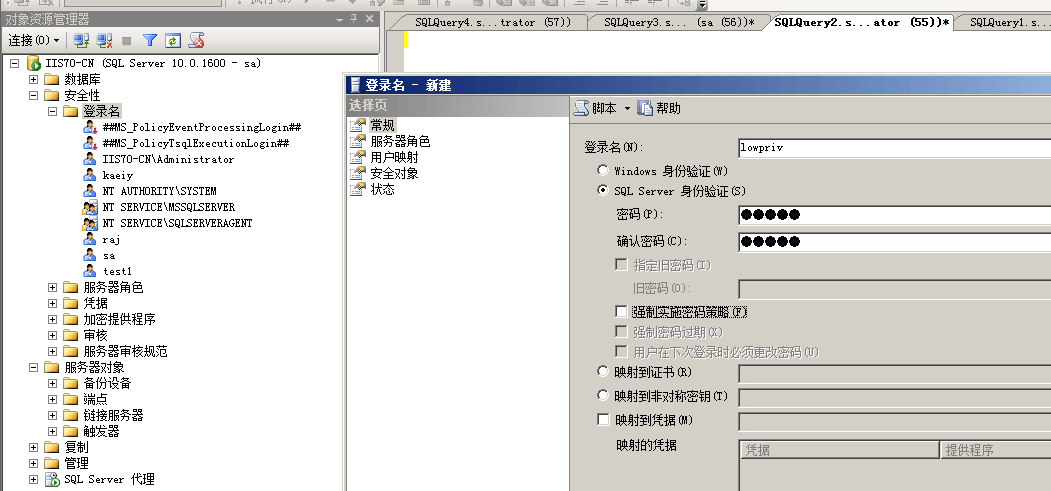 对象资源管理器
连接(O)
IIS70-CN (SQL Server 10.0.1600 - sa)
数据库
安全性
登录名
##MS_PolicyEventProcessingLogin##
##MS_PolicyTsqlExecutionLogin##
IIS70-CN\Administrator
kaeiy
NT AUTHORITY\SYSTEM
NT SERVICE\MSSQLSERVER
NT SERVICE\SQLSERVERAGENT
raj
sa
test1
服务器角色
凭据
加密提供程序
审核
服务器审核规范
服务器对象
备份设备
端点
链接服务器
触发器
复制
管理
SQL Server 代理
SQLQuery4.s...trator (57))
SQLQuery3.s... (sa (56))*
SQLQuery2.s...ator (55))*
SQLQuery1.s...
登录名 - 新建
选择页
常规
服务器角色
用户映射
安全对象
状态
脚本
帮助
登录名(N):
lowpriv
Windows 身份验证(W)
SQL Server 身份验证(S)
密码(P):
●●●●●
确认密码(C):
●●●●●
指定旧密码(I)
旧密码(O):
强制实施密码策略(F)
强制密码过期(X)
用户在下次登录时必须更改密码(U)
映射到证书(R)
映射到非对称密钥(T)
映射到凭据(M)
映射的凭据
凭据
提供程序